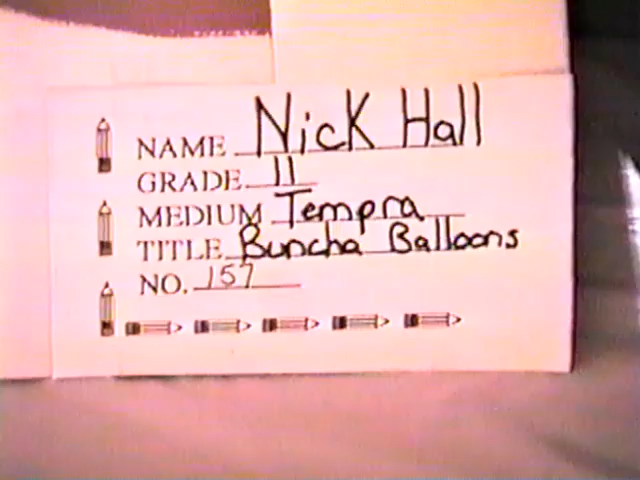 NAME Nick Hall
GRADE 11
MEDIUM Tempra
TITLE Buncha Balloons
NO. 157